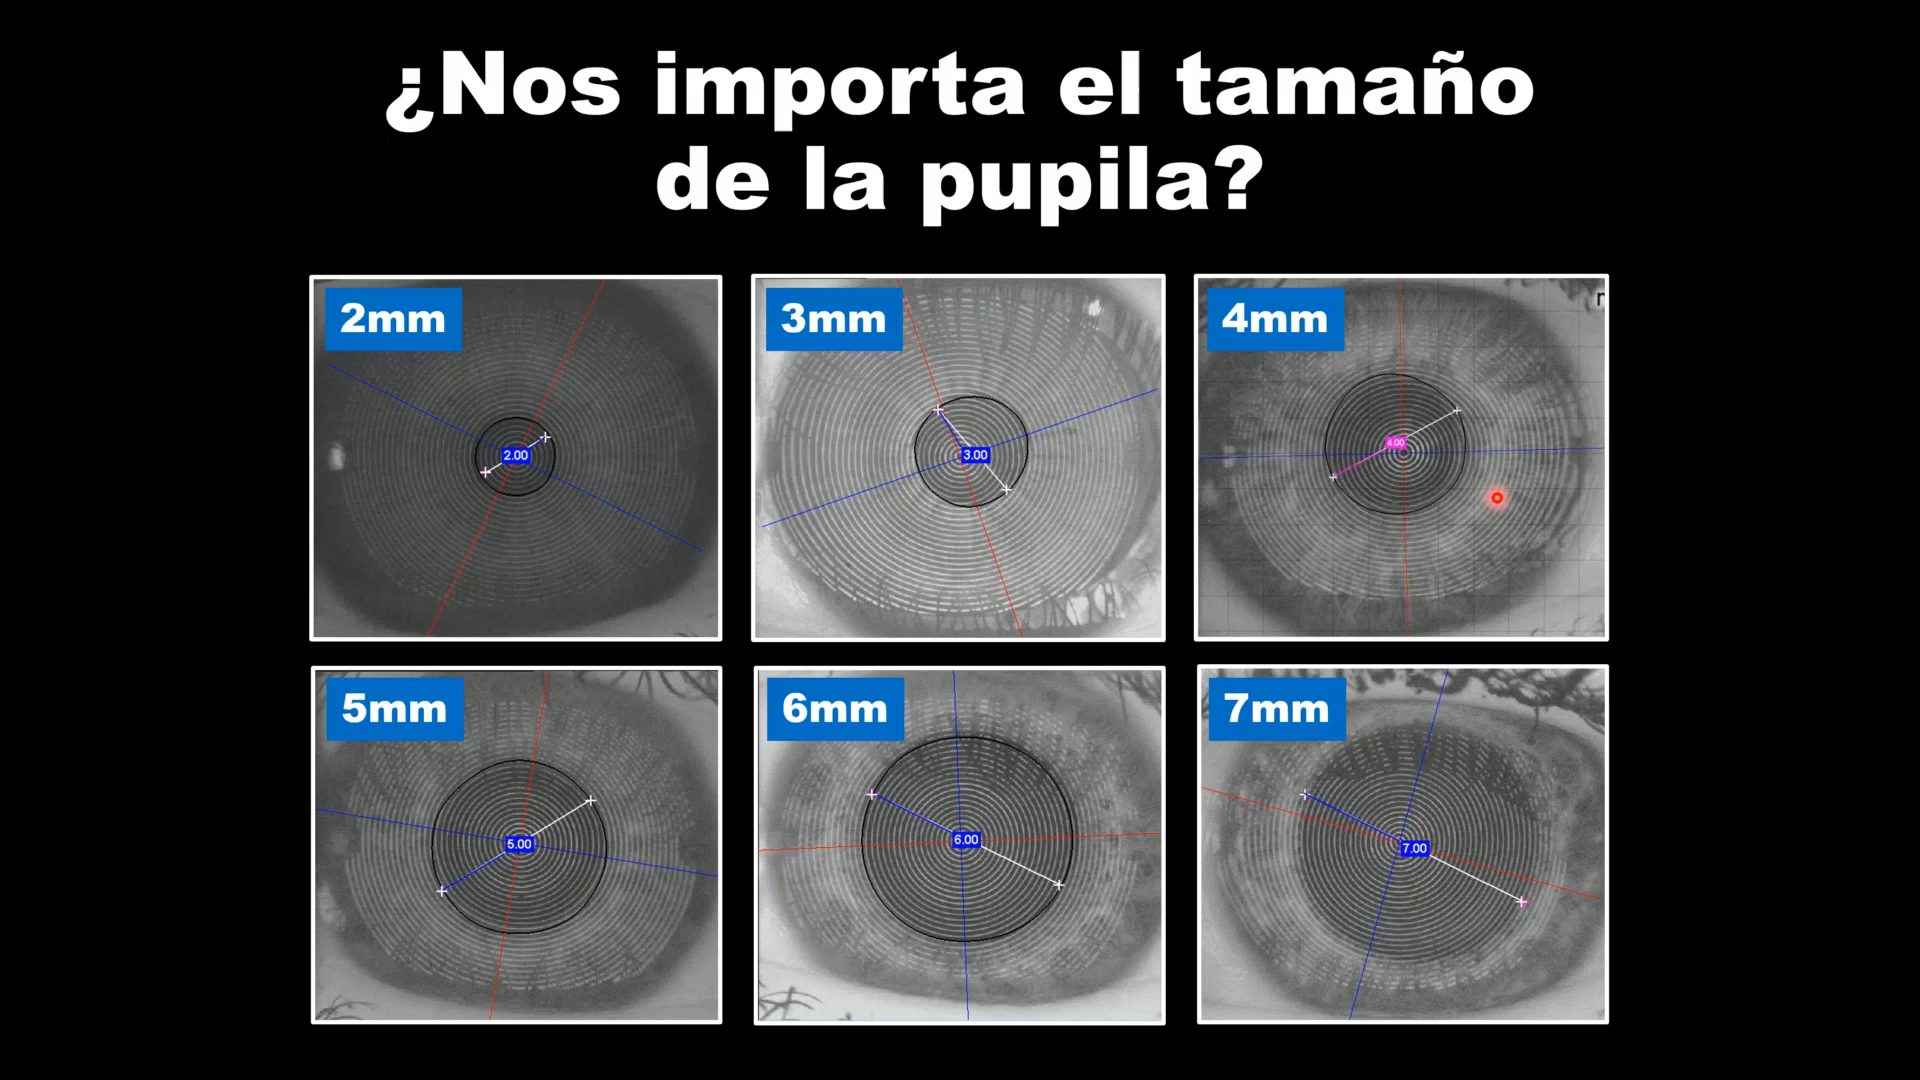 ¿Nos importa el tamaño
de la pupila?
2mm
3mm
4mm
2.00
3.00
4.00
5mm
6mm
7mm
5.00
6.00
7.00